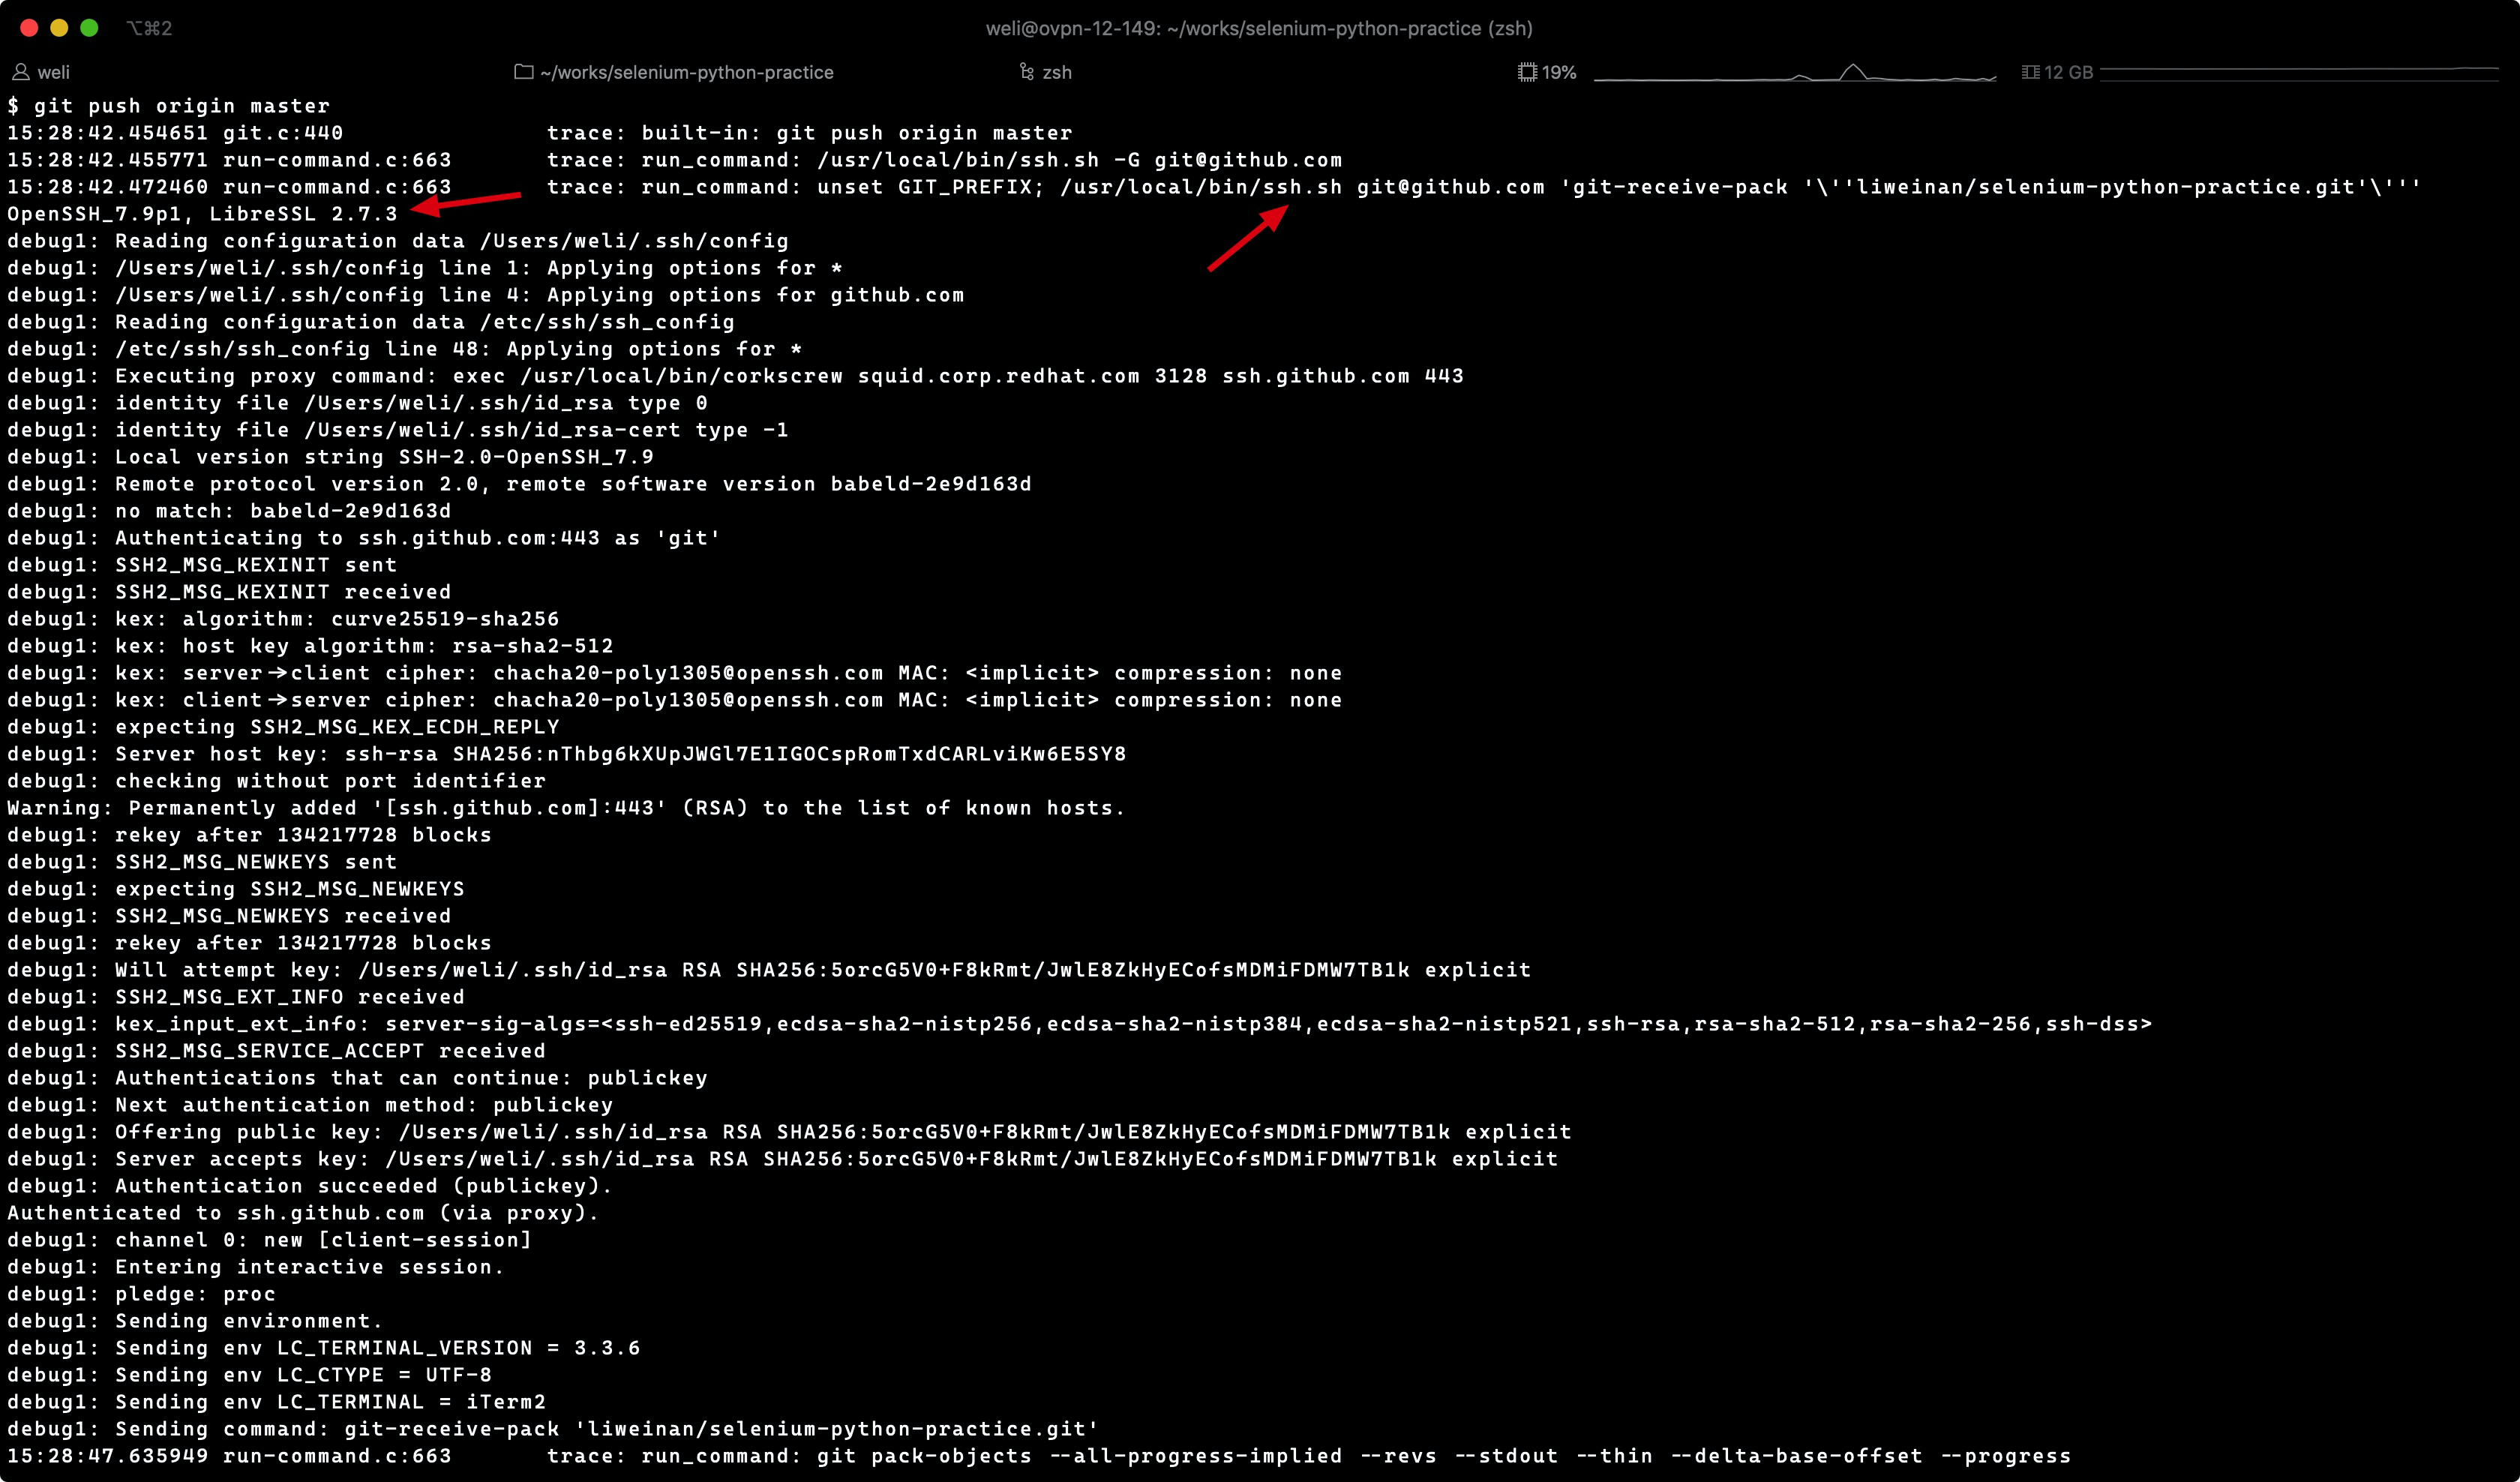 ⌥⌘2
weli@ovpn-12-149: ~/works/selenium-python-practice (zsh)
weli ~/works/selenium-python-practice zsh 19% 12 GB
$ git push origin master
15:28:42.454651 git.c:440               trace: built-in: git push origin master
15:28:42.455771 run-command.c:663       trace: run_command: /usr/local/bin/ssh.sh -G git@github.com
15:28:42.472460 run-command.c:663       trace: run_command: unset GIT_PREFIX; /usr/local/bin/ssh.sh git@github.com 'git-receive-pack '\''liweinan/selenium-python-practice.git'\'''
OpenSSH_7.9p1, LibreSSL 2.7.3
debug1: Reading configuration data /Users/weli/.ssh/config
debug1: /Users/weli/.ssh/config line 1: Applying options for *
debug1: /Users/weli/.ssh/config line 4: Applying options for github.com
debug1: Reading configuration data /etc/ssh/ssh_config
debug1: /etc/ssh/ssh_config line 48: Applying options for *
debug1: Executing proxy command: exec /usr/local/bin/corkscrew squid.corp.redhat.com 3128 ssh.github.com 443
debug1: identity file /Users/weli/.ssh/id_rsa type 0
debug1: identity file /Users/weli/.ssh/id_rsa-cert type -1
debug1: Local version string SSH-2.0-OpenSSH_7.9
debug1: Remote protocol version 2.0, remote software version babeld-2e9d163d
debug1: no match: babeld-2e9d163d
debug1: Authenticating to ssh.github.com:443 as 'git'
debug1: SSH2_MSG_KEXINIT sent
debug1: SSH2_MSG_KEXINIT received
debug1: kex: algorithm: curve25519-sha256
debug1: kex: host key algorithm: rsa-sha2-512
debug1: kex: server->client cipher: chacha20-poly1305@openssh.com MAC: <implicit> compression: none
debug1: kex: client->server cipher: chacha20-poly1305@openssh.com MAC: <implicit> compression: none
debug1: expecting SSH2_MSG_KEX_ECDH_REPLY
debug1: Server host key: ssh-rsa SHA256:nThbg6kXUpJWGl7E1IGOCspRomTxdCARLviKw6E5SY8
debug1: checking without port identifier
Warning: Permanently added '[ssh.github.com]:443' (RSA) to the list of known hosts.
debug1: rekey after 134217728 blocks
debug1: SSH2_MSG_NEWKEYS sent
debug1: expecting SSH2_MSG_NEWKEYS
debug1: SSH2_MSG_NEWKEYS received
debug1: rekey after 134217728 blocks
debug1: Will attempt key: /Users/weli/.ssh/id_rsa RSA SHA256:5orcG5V0+F8kRmt/JwlE8ZkHyECofsMDMiFDMW7TB1k explicit
debug1: SSH2_MSG_EXT_INFO received
debug1: kex_input_ext_info: server-sig-algs=<ssh-ed25519,ecdsa-sha2-nistp256,ecdsa-sha2-nistp384,ecdsa-sha2-nistp521,ssh-rsa,rsa-sha2-512,rsa-sha2-256,ssh-dss>
debug1: SSH2_MSG_SERVICE_ACCEPT received
debug1: Authentications that can continue: publickey
debug1: Next authentication method: publickey
debug1: Offering public key: /Users/weli/.ssh/id_rsa RSA SHA256:5orcG5V0+F8kRmt/JwlE8ZkHyECofsMDMiFDMW7TB1k explicit
debug1: Server accepts key: /Users/weli/.ssh/id_rsa RSA SHA256:5orcG5V0+F8kRmt/JwlE8ZkHyECofsMDMiFDMW7TB1k explicit
debug1: Authentication succeeded (publickey).
Authenticated to ssh.github.com (via proxy).
debug1: channel 0: new [client-session]
debug1: Entering interactive session.
debug1: pledge: proc
debug1: Sending environment.
debug1: Sending env LC_TERMINAL_VERSION = 3.3.6
debug1: Sending env LC_CTYPE = UTF-8
debug1: Sending env LC_TERMINAL = iTerm2
debug1: Sending command: git-receive-pack 'liweinan/selenium-python-practice.git'
15:28:47.635949 run-command.c:663       trace: run_command: git pack-objects --all-progress-implied --revs --stdout --thin --delta-base-offset --progress